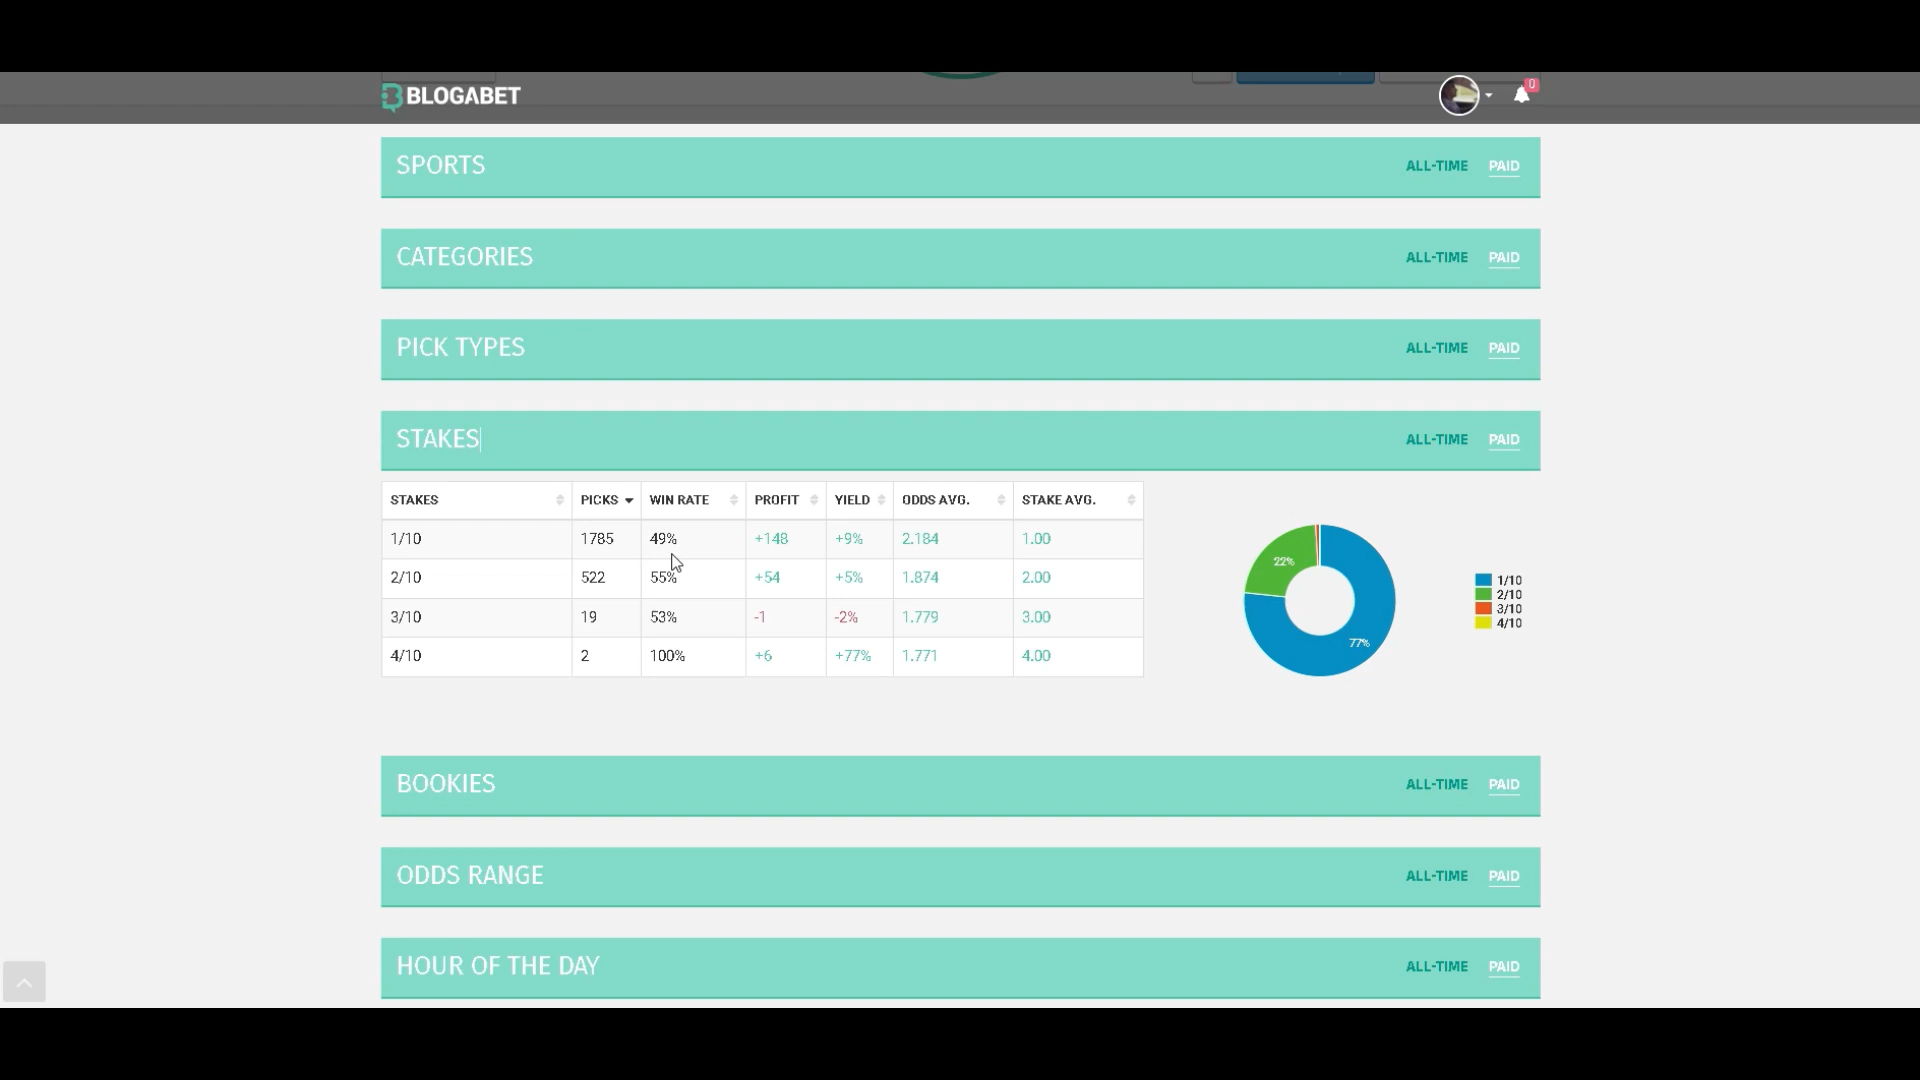 BLOGABET
0
SPORTS ALL-TIME PAID
CATEGORIES ALL-TIME PAID
PICK TYPES ALL-TIME PAID
STAKES ALL-TIME PAID
STAKES PICKS WIN RATE PROFIT YIELD ODDS AVG. STAKE AVG.
1/10 1785 49% +148 +9% 2.184 1.00
2/10 522 55% +54 +5% 1.874 2.00
3/10 19 53% -1 -2% 1.779 3.00
4/10 2 100% +6 +77% 1.771 4.00
22%
77%
1/10
2/10
3/10
4/10
BOOKIES ALL-TIME PAID
ODDS RANGE ALL-TIME PAID
HOUR OF THE DAY ALL-TIME PAID